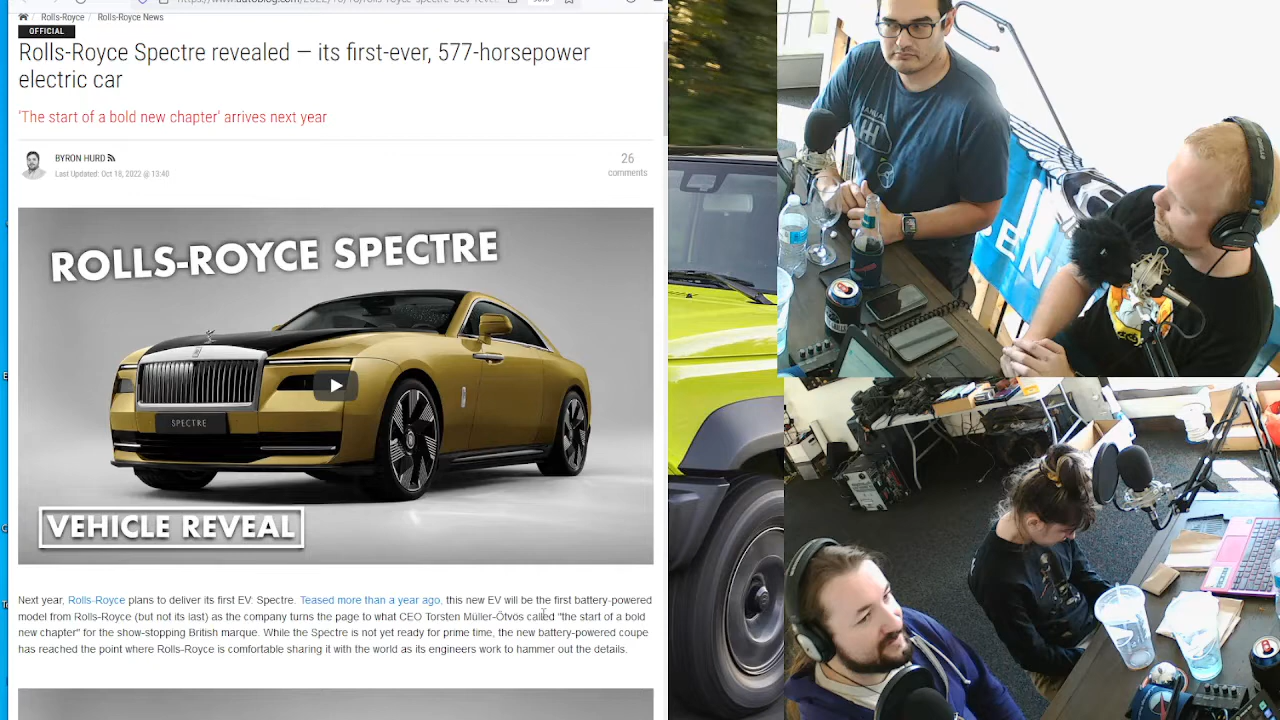 Rolls-Royce Rolls-Royce News
OFFICIAL
Rolls-Royce Spectre revealed — its first-ever, 577-horsepower
electric car
'The start of a bold new chapter' arrives next year
BYRON HURD
Last Updated: Oct 18, 2022 @ 13:40
26
comments
ROLLS-ROYCE SPECTRE
SPECTRE
VEHICLE REVEAL
Next year, Rolls-Royce plans to deliver its first EV: Spectre. Teased more than a year ago, this new EV will be the first battery-powered
model from Rolls-Royce (but not its last) as the company turns the page to what CEO Torsten Müller-Ötvös called "the start of a bold
new chapter" for the show-stopping British marque. While the Spectre is not yet ready for prime time, the new battery-powered coupe
has reached the point where Rolls-Royce is comfortable sharing it with the world as its engineers work to hammer out the details.
EN